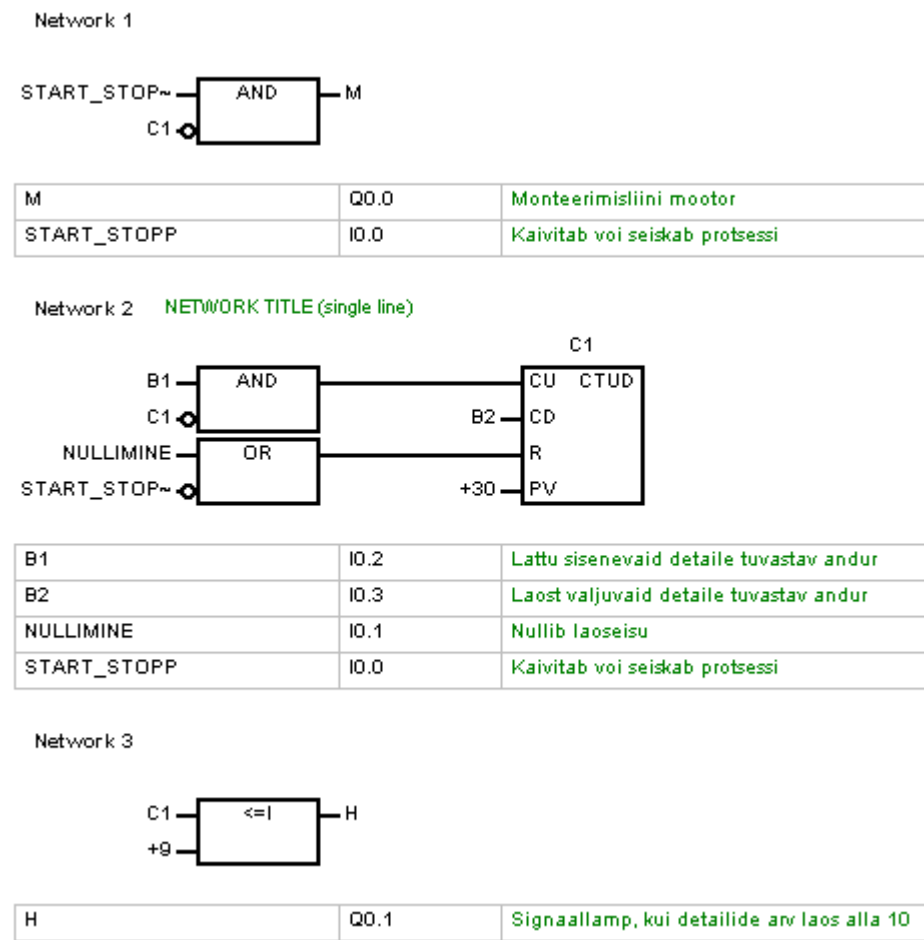 Network 1
START_STOP~ AND M
C1
M Q0.0 Monteerimisliini mootor
START_STOPP I0.0 Kaivitab voi seiskab protsessi
Network 2 NETWORK TITLE (single line)
C1
B1 AND CU CTUD
C1 B2 CD
NULLIMINE OR R
START_STOP~ +30 PV
B1 I0.2 Lattu sisenevaid detaile tuvastav andur
B2 I0.3 Laost valjuvaid detaile tuvastav andur
NULLIMINE I0.1 Nullib laoseisu
START_STOPP I0.0 Kaivitab voi seiskab protsessi
Network 3
C1 <=I H
+9
H Q0.1 Signaallamp, kui detailide arv laos alla 10